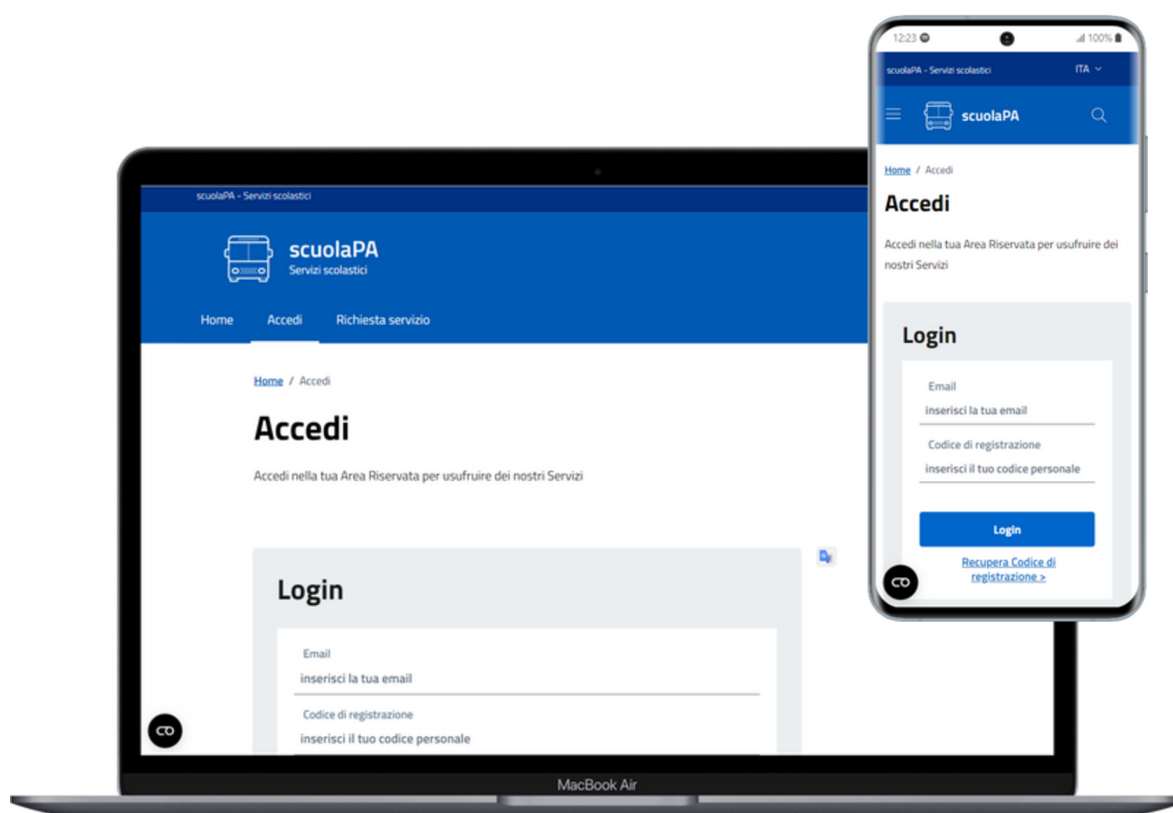 scuolaPA - Servizi scolastici
scuolaPA
Servizi scolastici
Home Accedi Richiesta servizio
Home / Accedi
Accedi
Accedi nella tua Area Riservata per usufruire dei nostri Servizi
Login
Email
inserisci la tua email
Codice di registrazione
inserisci il tuo codice personale
MacBook Air
12:23 100%
scuolaPA - Servizi scolastici ITA
scuolaPA
Home / Accedi
Accedi
Accedi nella tua Area Riservata per usufruire dei
nostri Servizi
Login
Email
inserisci la tua email
Codice di registrazione
inserisci il tuo codice personale
Login
Recupera Codice di
registrazione >